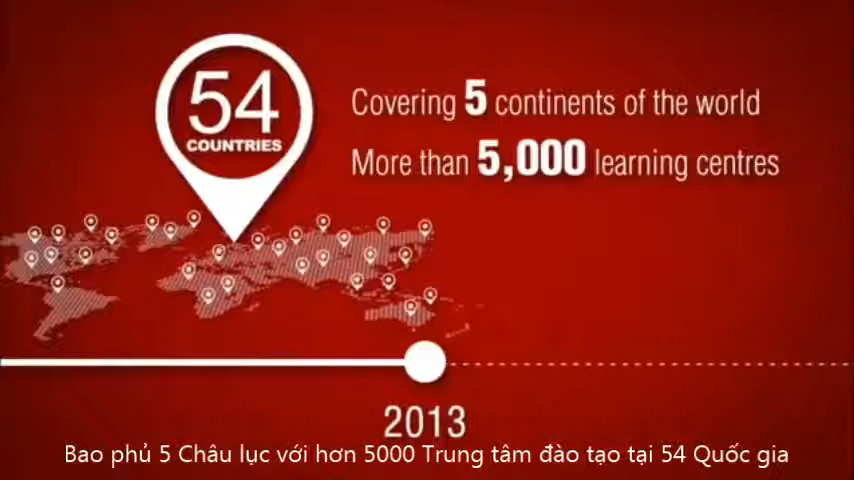 54
COUNTRIES
Covering 5 continents of the world
More than 5,000 learning centres
2013
Bao phủ 5 Châu lục với hơn 5000 Trung tâm đào tạo tại 54 Quốc gia